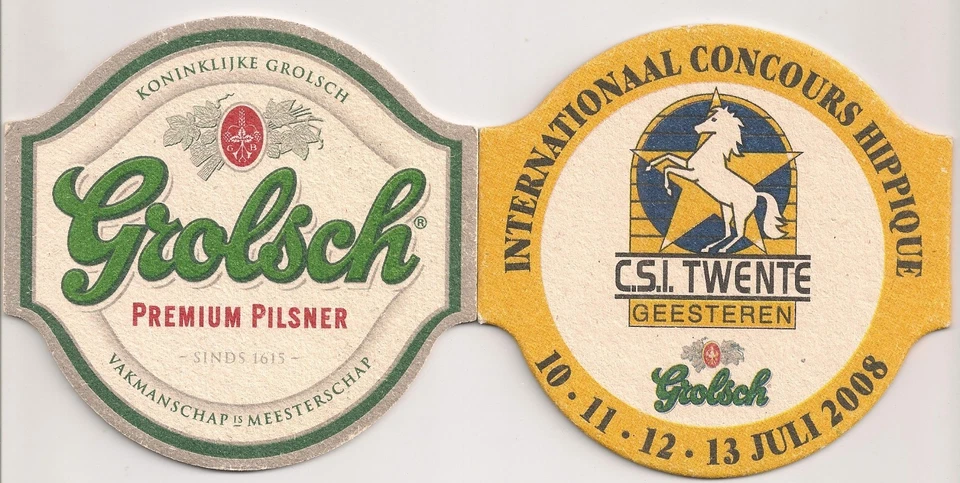 KONINKLIJKE GROLSCH
G B
Grolsch®
PREMIUM PILSNER
- SINDS 1615 -
VAKMANSCHAP IS MEESTERSCHAP
INTERNATIONAAL CONCOURS HIPPIQUE
C.S.I. TWENTE
GEESTEREN
Grolsch
10 · 11 · 12 · 13 JULI 2008